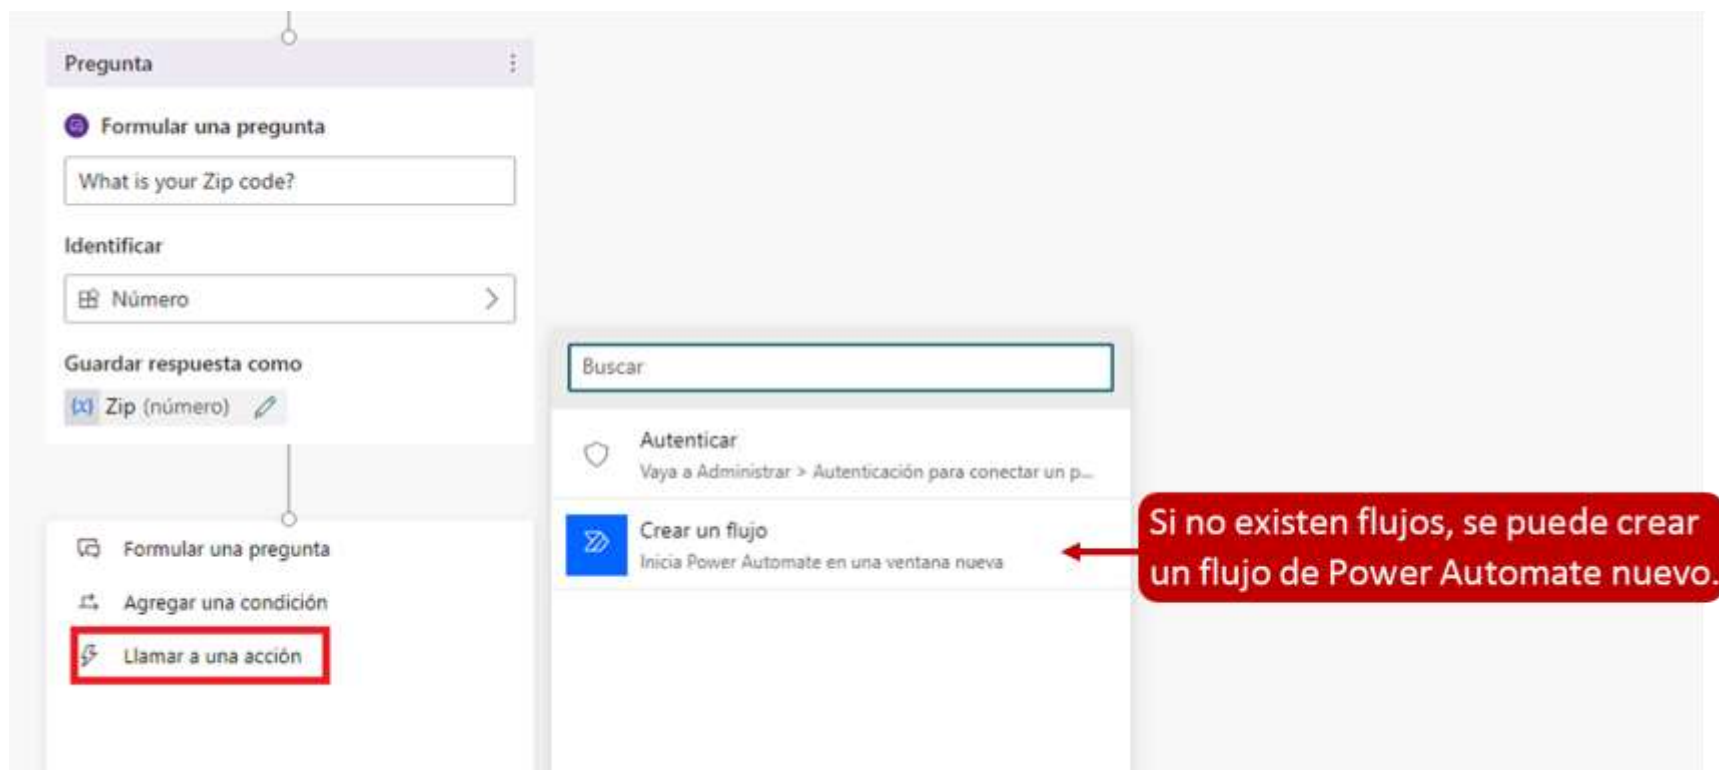 Pregunta
Formular una pregunta
What is your Zip code?
Identificar
Número
Guardar respuesta como
{x} Zip (número)
Formular una pregunta
Agregar una condición
Llamar a una acción
Buscar
Autenticar
Vaya a Administrar > Autenticación para conectar un p...
Crear un flujo
Inicia Power Automate en una ventana nueva
Si no existen flujos, se puede crear
un flujo de Power Automate nuevo.